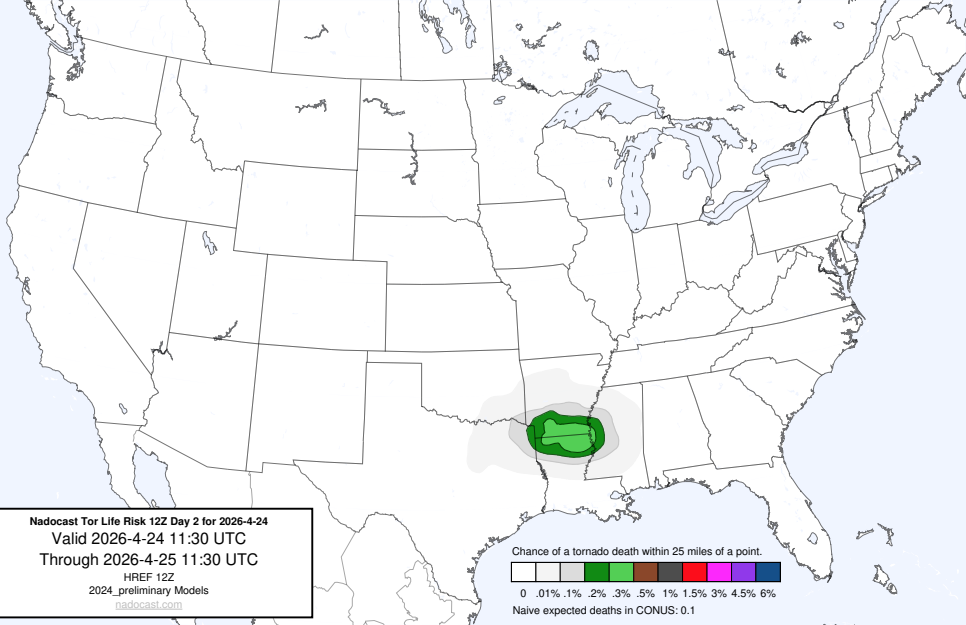 Nadocast Tor Life Risk 12Z Day 2 for 2026-4-24
Valid 2026-4-24 11:30 UTC
Through 2026-4-25 11:30 UTC
HREF 12Z
2024_preliminary Models
nadocast.com
Chance of a tornado death within 25 miles of a point.
0 .01% .1% .2% .3% .5% 1% 1.5% 3% 4.5% 6%
Naive expected deaths in CONUS: 0.1